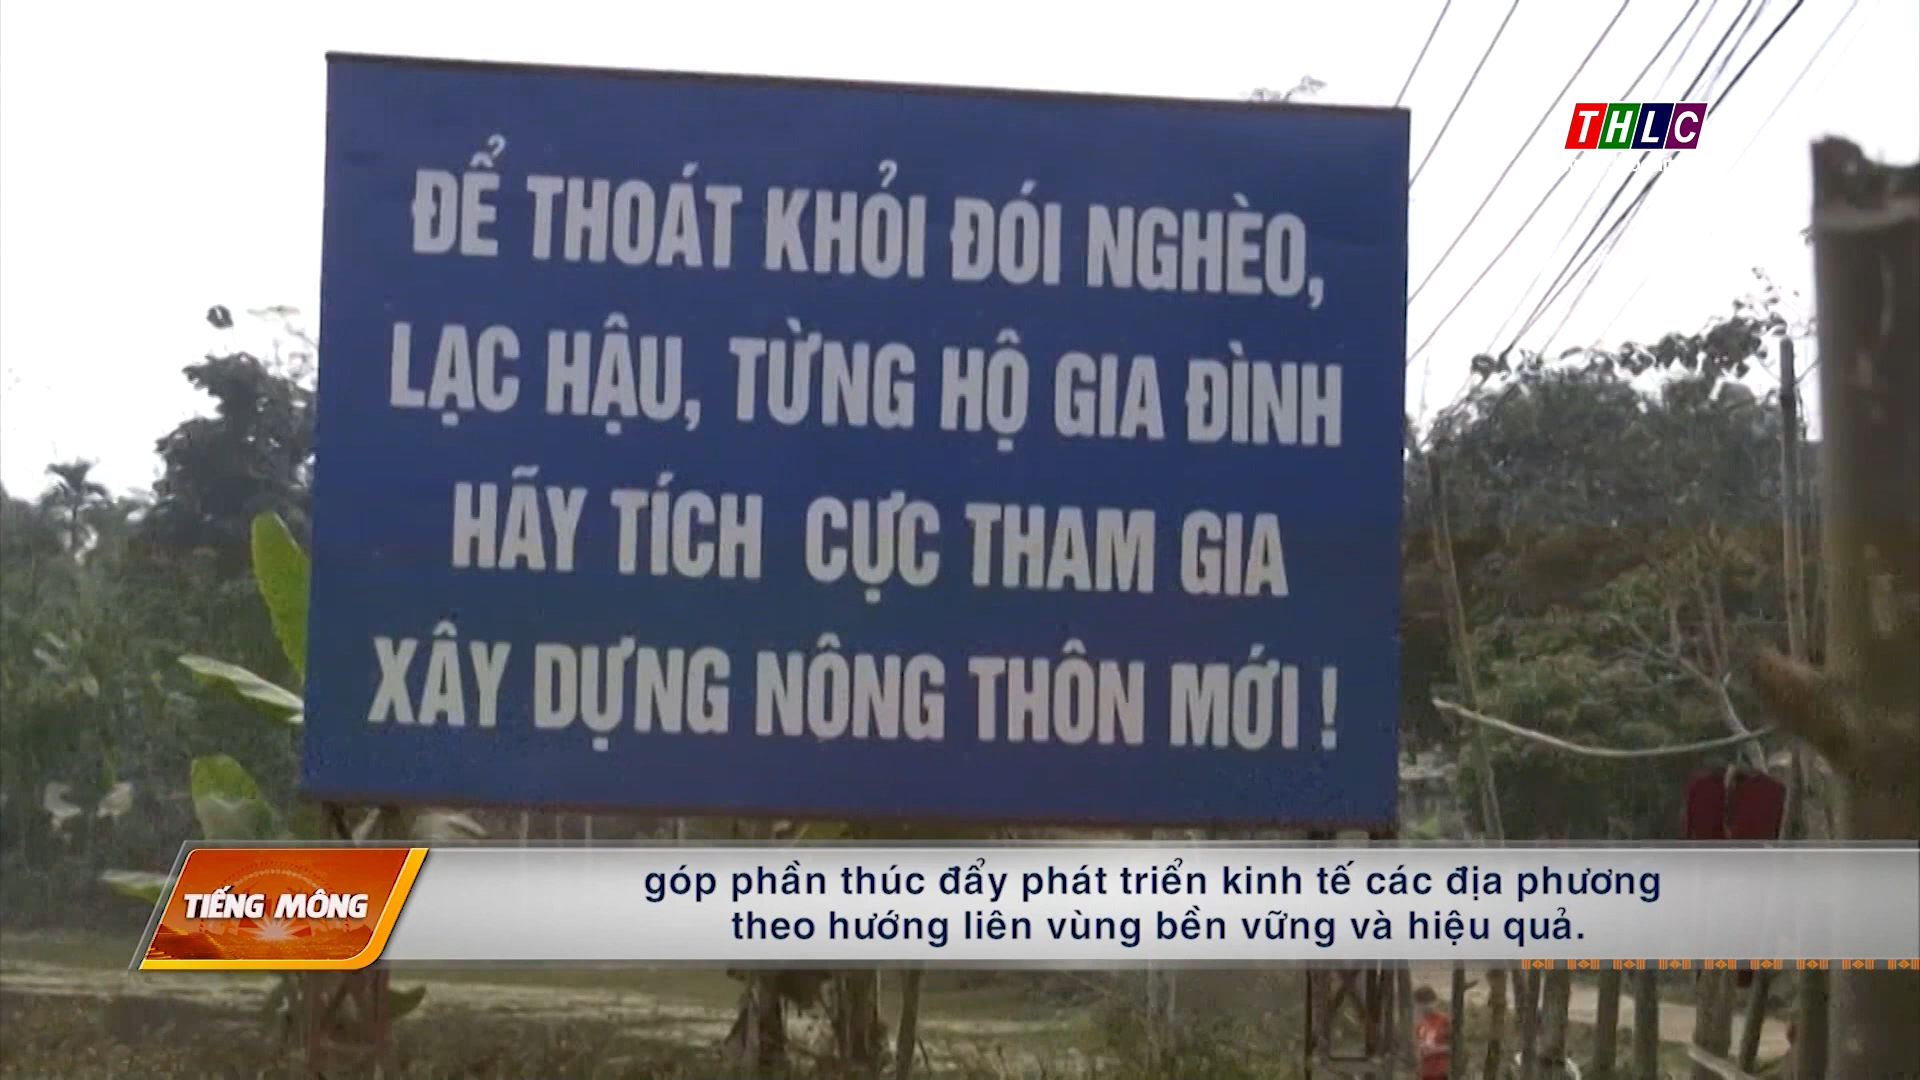 THLC
ĐỂ THOÁT KHỎI ĐÓI NGHÈO,
LẠC HẬU, TỪNG HỘ GIA ĐÌNH
HÃY TÍCH CỰC THAM GIA
XÂY DỰNG NÔNG THÔN MỚI !
TIẾNG MÔNG
góp phần thúc đẩy phát triển kinh tế các địa phương
theo hướng liên vùng bền vững và hiệu quả.